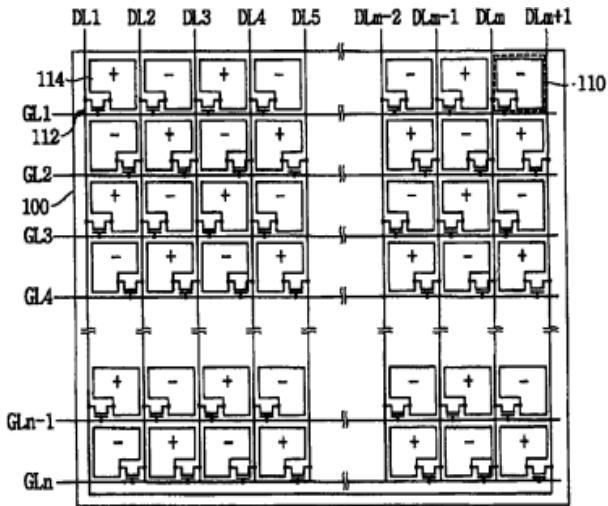 DL1 DL2 DL3 DL4 DL5 DLm-2 DLm-1 DLm DLm+1
114 + - + - - + - 110
GL1
112 - + - + + - +
GL2
100 + - + - - + -
GL3
- + - + + - +
GL4
+ - + - - + -
GLn-1
- + - + + - +
GLn